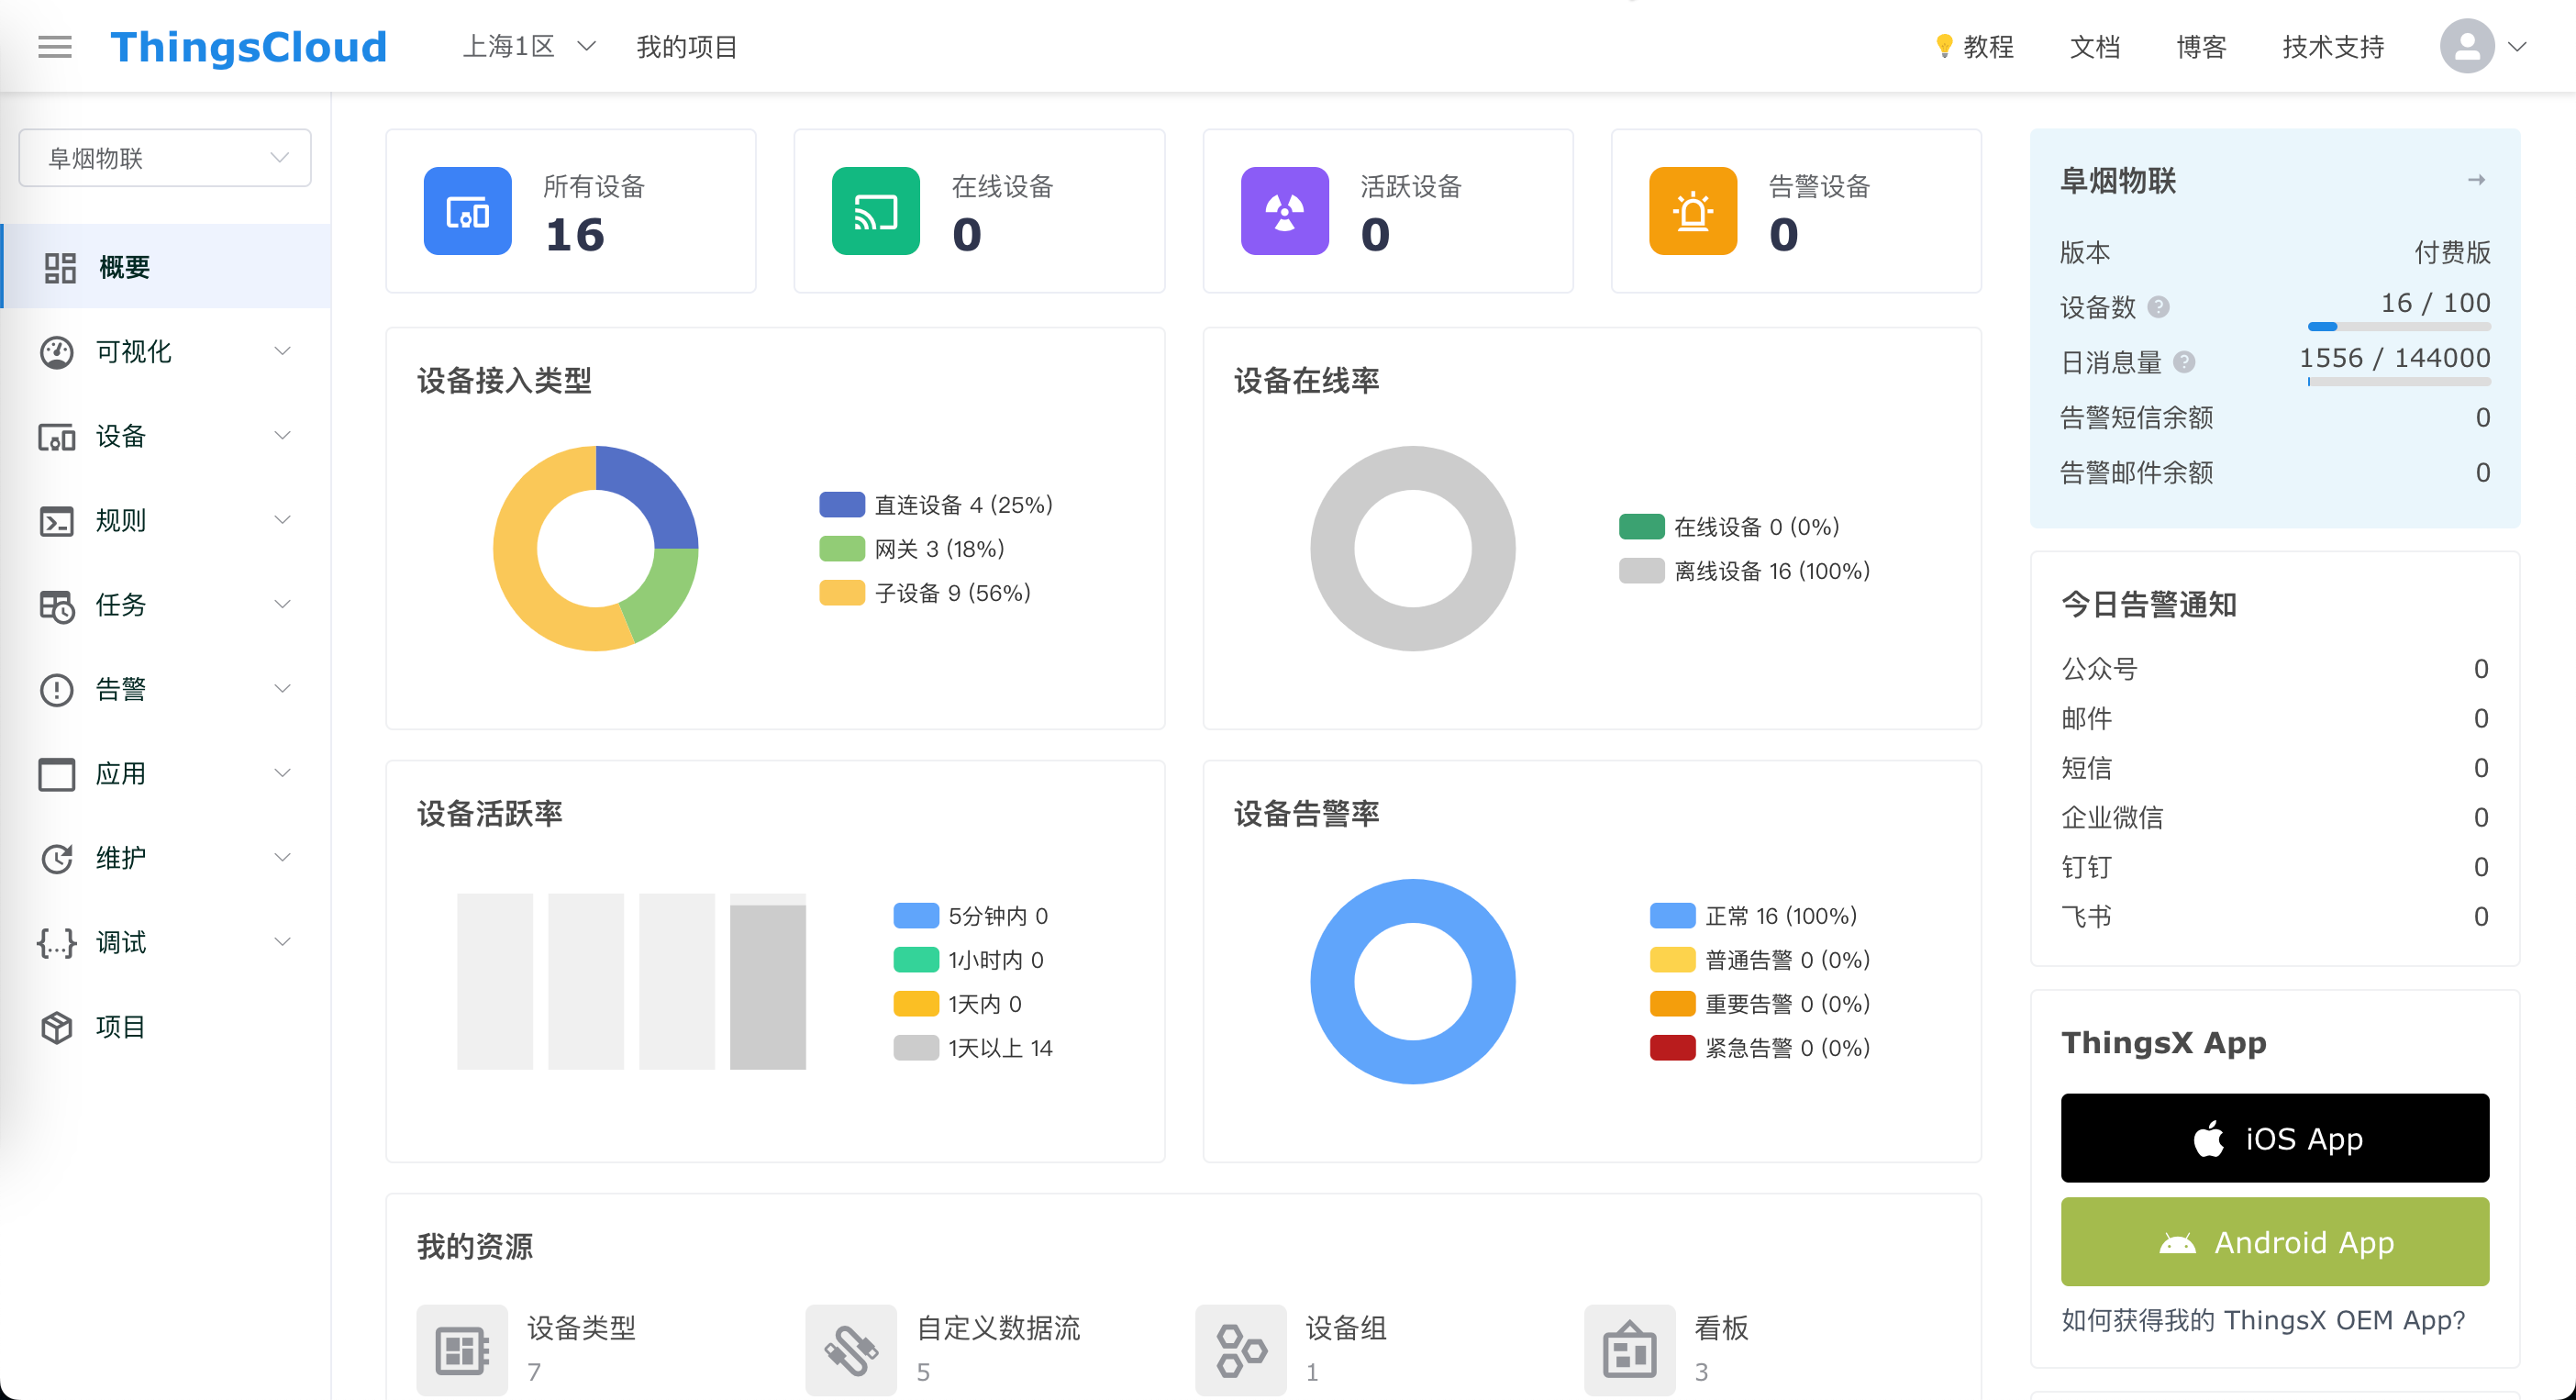 ThingsCloud
上海1区
我的项目
教程
文档
博客
技术支持
阜烟物联
概要
可视化
设备
规则
任务
告警
应用
维护
调试
项目
所有设备
16
在线设备
0
活跃设备
0
告警设备
0
设备接入类型
直连设备 4 (25%)
网关 3 (18%)
子设备 9 (56%)
设备在线率
在线设备 0 (0%)
离线设备 16 (100%)
设备活跃率
5分钟内 0
1小时内 0
1天内 0
1天以上 14
设备告警率
正常 16 (100%)
普通告警 0 (0%)
重要告警 0 (0%)
紧急告警 0 (0%)
我的资源
设备类型
7
自定义数据流
5
设备组
1
看板
3
阜烟物联 →
版本 付费版
设备数 ? 16 / 100
日消息量 ? 1556 / 144000
告警短信余额 0
告警邮件余额 0
今日告警通知
公众号 0
邮件 0
短信 0
企业微信 0
钉钉 0
飞书 0
ThingsX App
iOS App
Android App
如何获得我的 ThingsX OEM App?